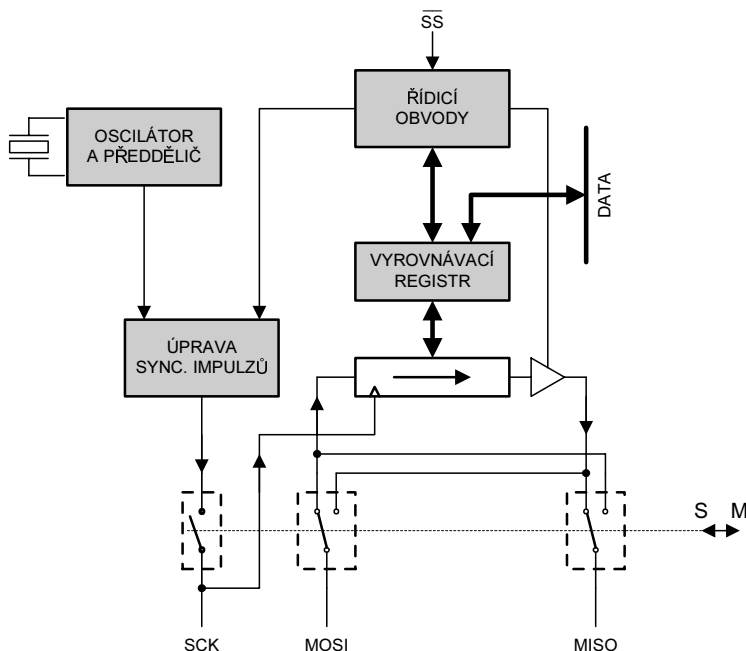 SS
ŘÍDICÍ
OBVODY
OSCILÁTOR
A PŘEDDĚLIČ
DATA
VYROVNÁVACÍ
REGISTR
ÚPRAVA
SYNC. IMPULZŮ
S M
SCK
MOSI
MISO